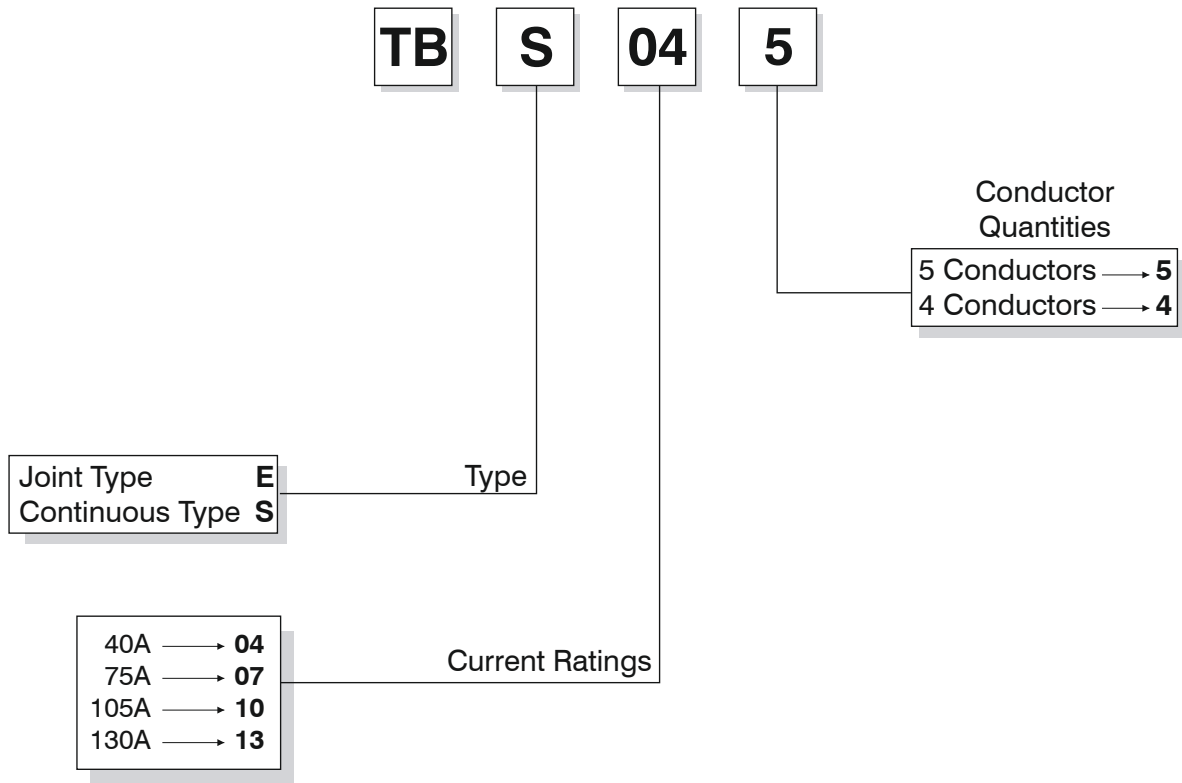 TB S 04 5
Conductor
Quantities
5 Conductors → 5
4 Conductors → 4
Type
Joint Type E
Continuous Type S
Current Ratings
40A → 04
75A → 07
105A → 10
130A → 13